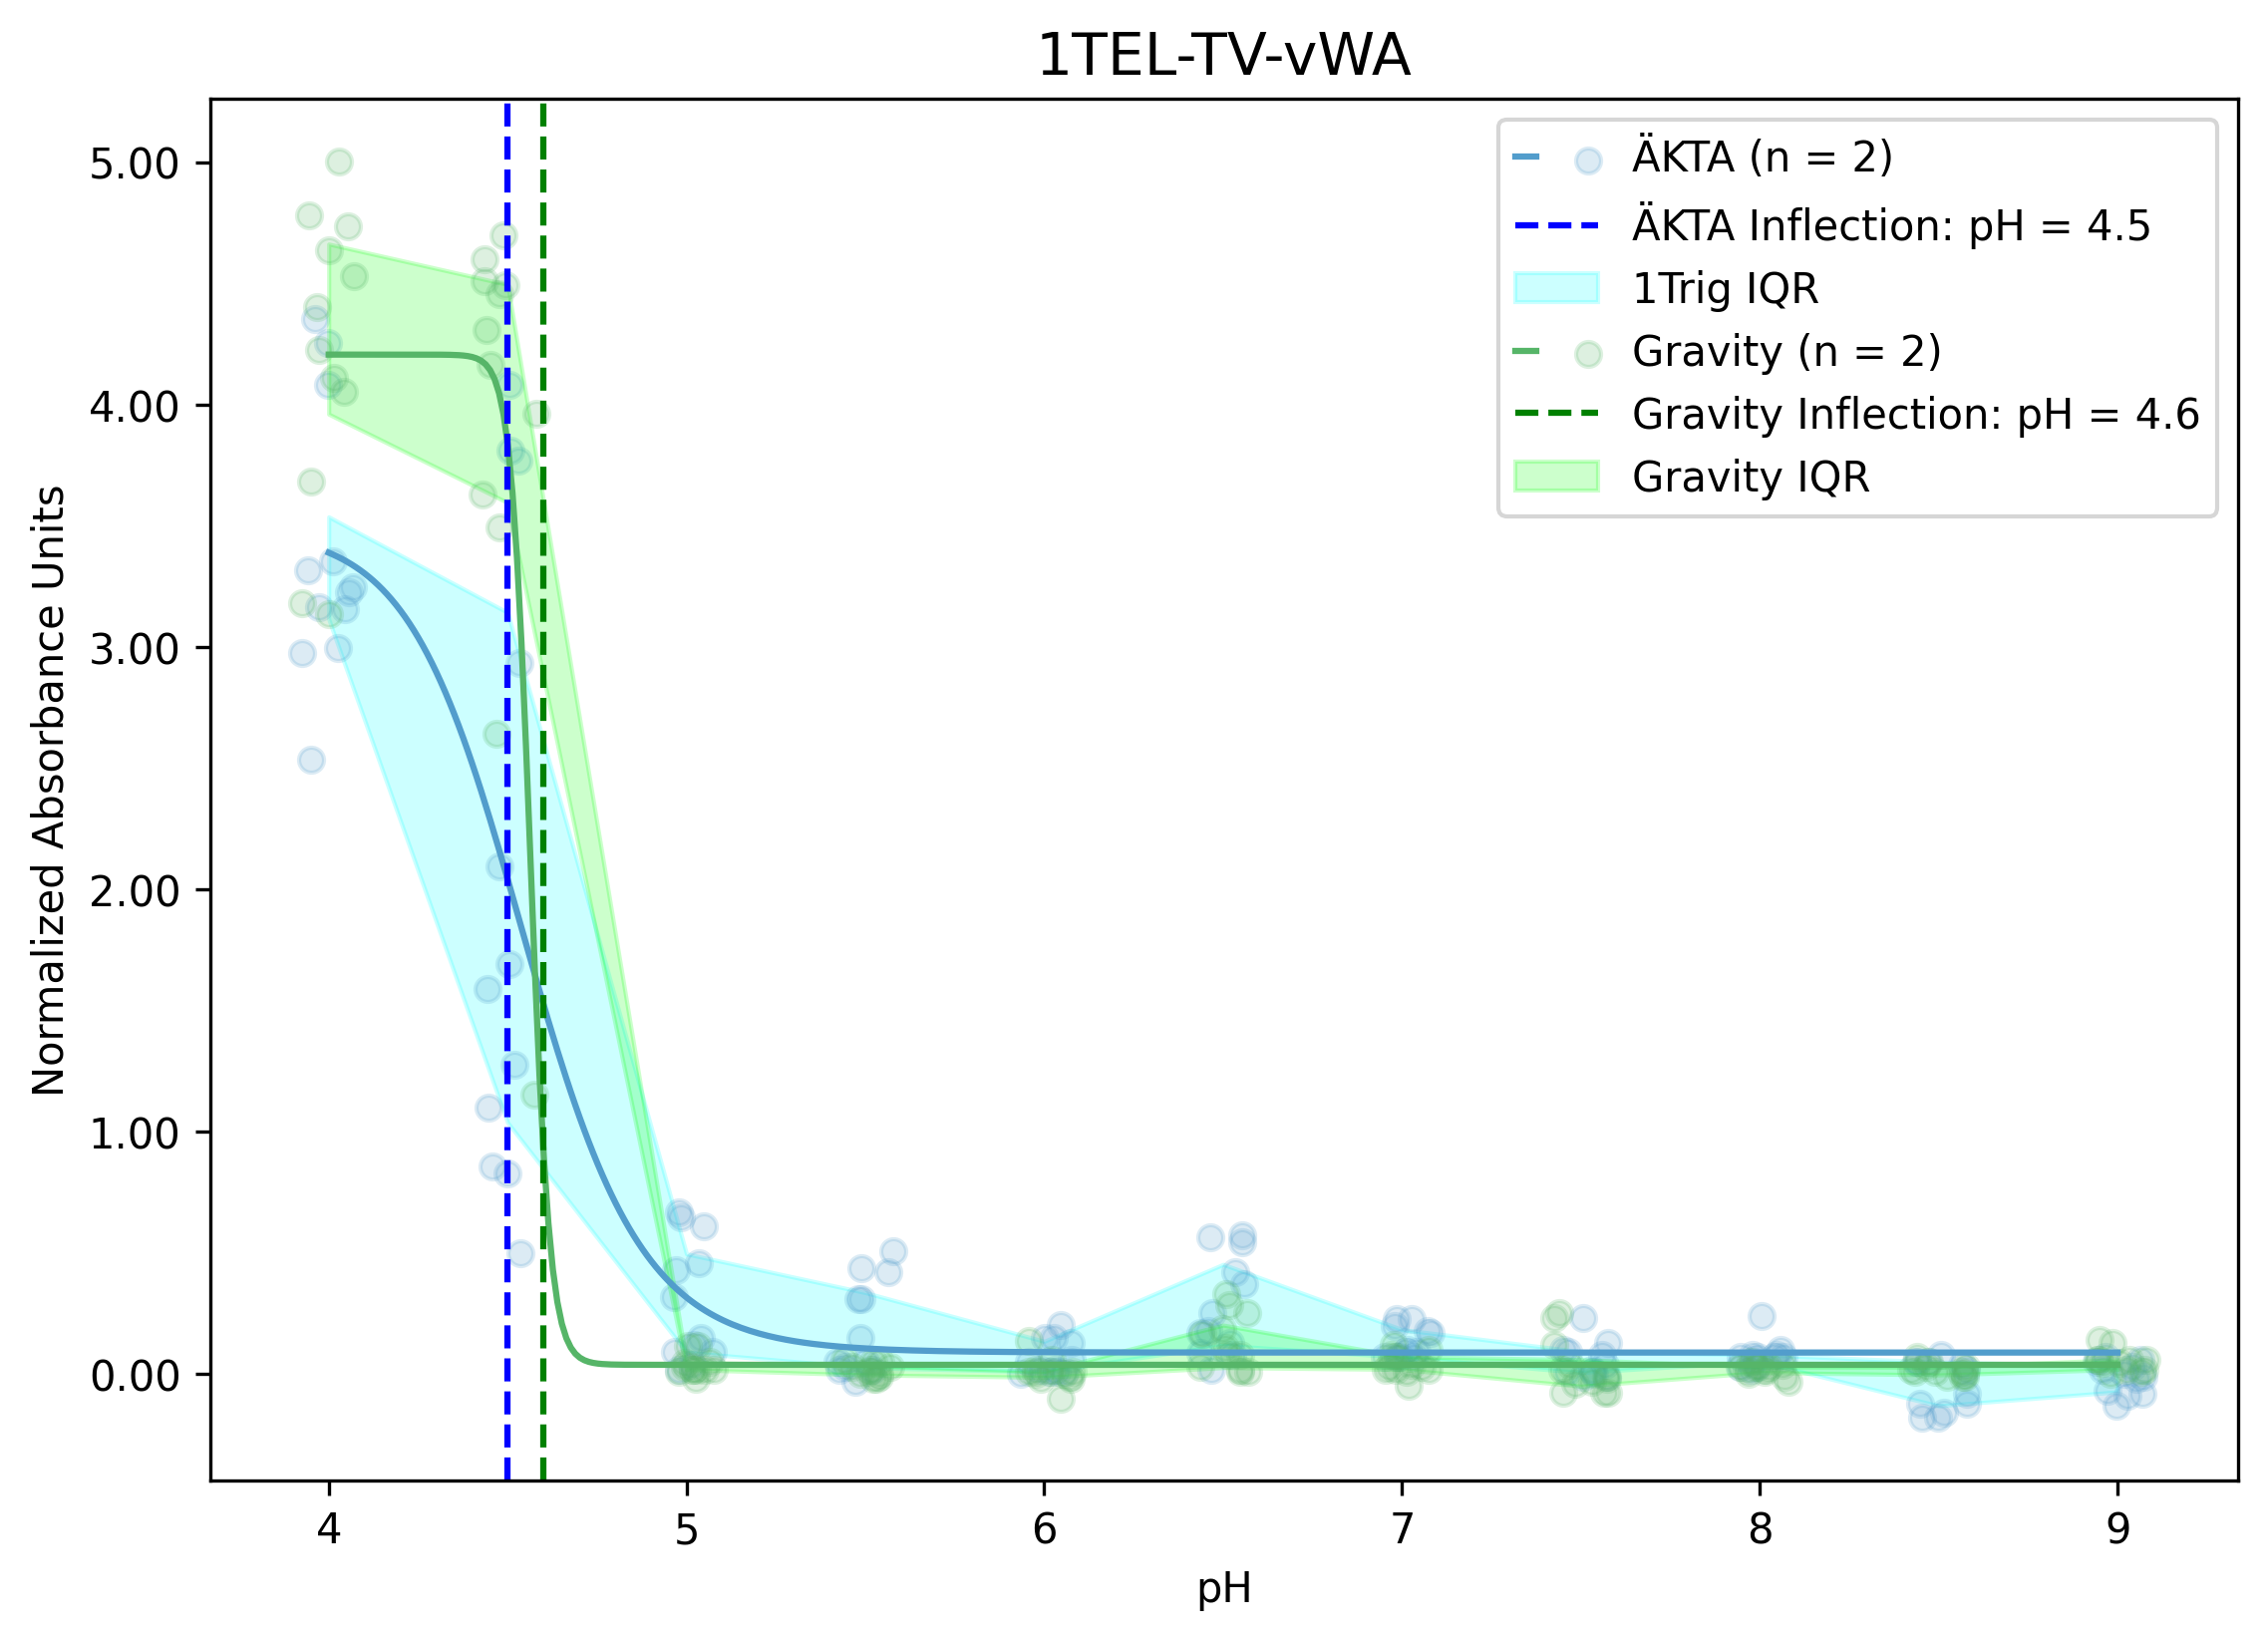 1TEL-TV-vWA
ÄKTA (n = 2)
ÄKTA Inflection: pH = 4.5
1Trig IQR
Gravity (n = 2)
Gravity Inflection: pH = 4.6
Gravity IQR
Normalized Absorbance Units
5.00
4.00
3.00
2.00
1.00
0.00
4 5 6 7 8 9
pH